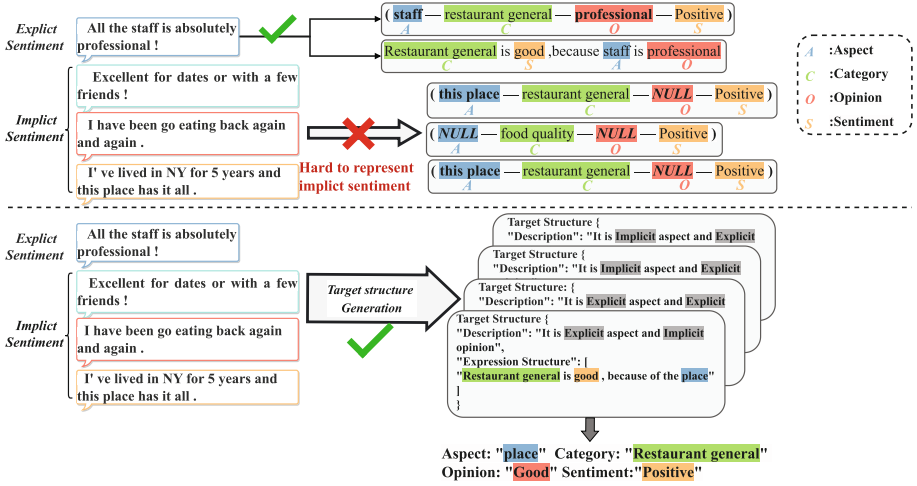 Explict
Sentiment
All the staff is absolutely
professional !
( staff — restaurant general — professional — Positive )
A C O S
Restaurant general is good ,because staff is professional
C S A O
:Aspect
A
:Category
C
:Opinion
O
:Sentiment
S
Implict
Sentiment
Excellent for dates or with a few
friends !
I have been go eating back again
and again .
I' ve lived in NY for 5 years and
this place has it all .
Hard to represent
implict sentiment
( this place — restaurant general — NULL — Positive )
A C O S
( NULL — food quality — NULL — Positive )
A C O S
( this place — restaurant general — NULL — Positive )
A C O S
Explict
Sentiment
All the staff is absolutely
professional !
Implict
Sentiment
Excellent for dates or with a few
friends !
I have been go eating back again
and again .
I' ve lived in NY for 5 years and
this place has it all .
Target structure
Generation
Target Structure {
"Description": "It is Implicit aspect and Explicit
Target Structure {
"Description": "It is Implicit aspect and Explicit
Target Structure: {
"Description": "It is Explicit aspect and Explicit
Target Structure {
"Description": "It is Explicit aspect and Implicit
opinion",
"Expression Structure": [
"Restaurant general is good , because of the place"
]
}
Aspect: "place" Category: "Restaurant general"
Opinion: "Good" Sentiment:"Positive"